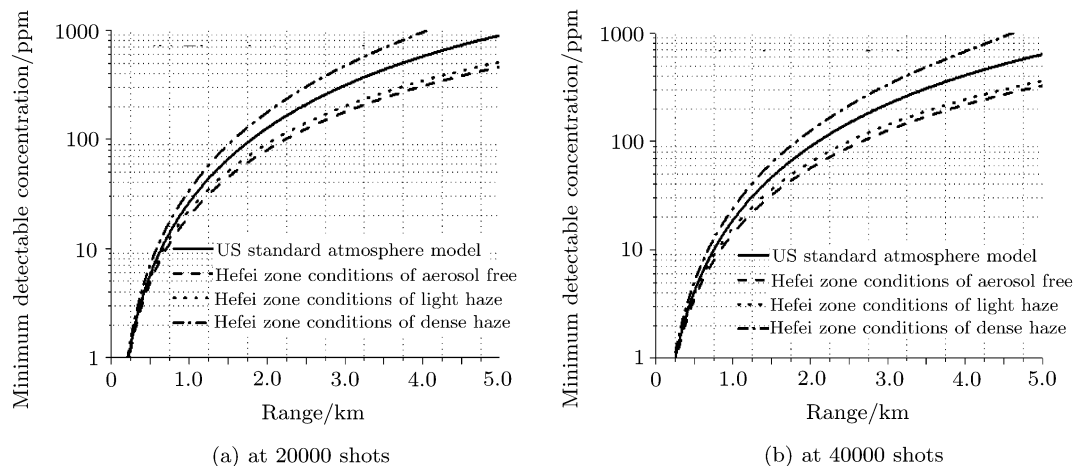 Minimum detectable concentration/ppm
1000
100
10
1
US standard atmosphere model
Hefei zone conditions of aerosol free
Hefei zone conditions of light haze
Hefei zone conditions of dense haze
0 1.0 2.0 3.0 4.0 5.0
Range/km
(a) at 20000 shots
Minimum detectable concentration/ppm
1000
100
10
1
US standard atmosphere model
Hefei zone conditions of aerosol free
Hefei zone conditions of light haze
Hefei zone conditions of dense haze
0 1.0 2.0 3.0 4.0 5.0
Range/km
(b) at 40000 shots